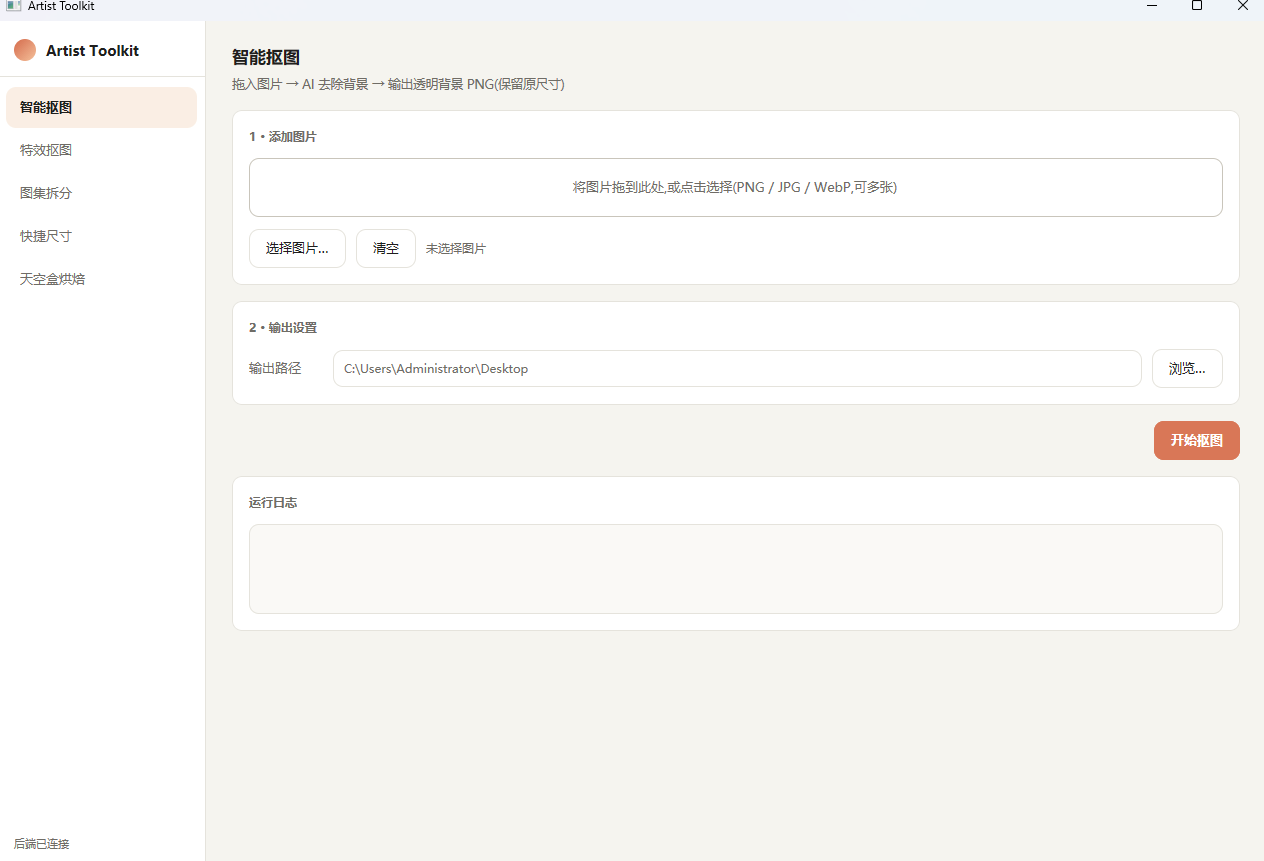 Artist Toolkit
Artist Toolkit
智能抠图
特效抠图
图集拆分
快捷尺寸
天空盒烘焙
后端已连接
智能抠图
拖入图片 → AI 去除背景 → 输出透明背景 PNG(保留原尺寸)
1 · 添加图片
将图片拖到此处,或点击选择(PNG / JPG / WebP,可多张)
选择图片... 清空 未选择图片
2 · 输出设置
输出路径 C:\Users\Administrator\Desktop 浏览...
开始抠图
运行日志